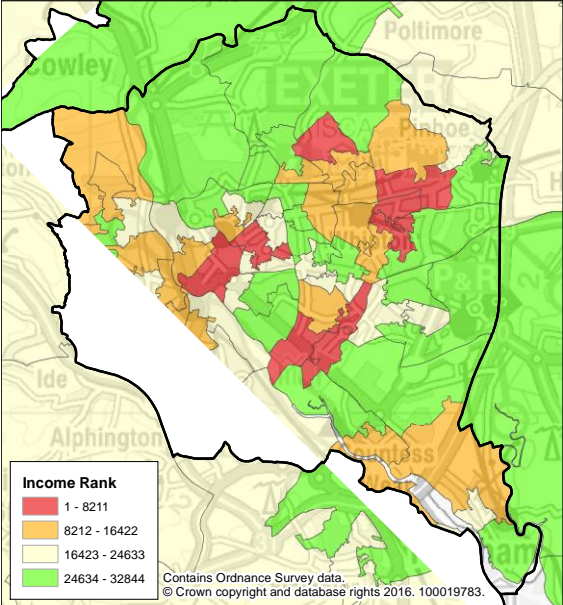 Poltimore
Cowley
EXETER
Pinhoe
P&R
Ide
Alphington
Countess
Income Rank
1 - 8211
8212 - 16422
16423 - 24633
24634 - 32844
Contains Ordnance Survey data.
© Crown copyright and database rights 2016. 100019783.